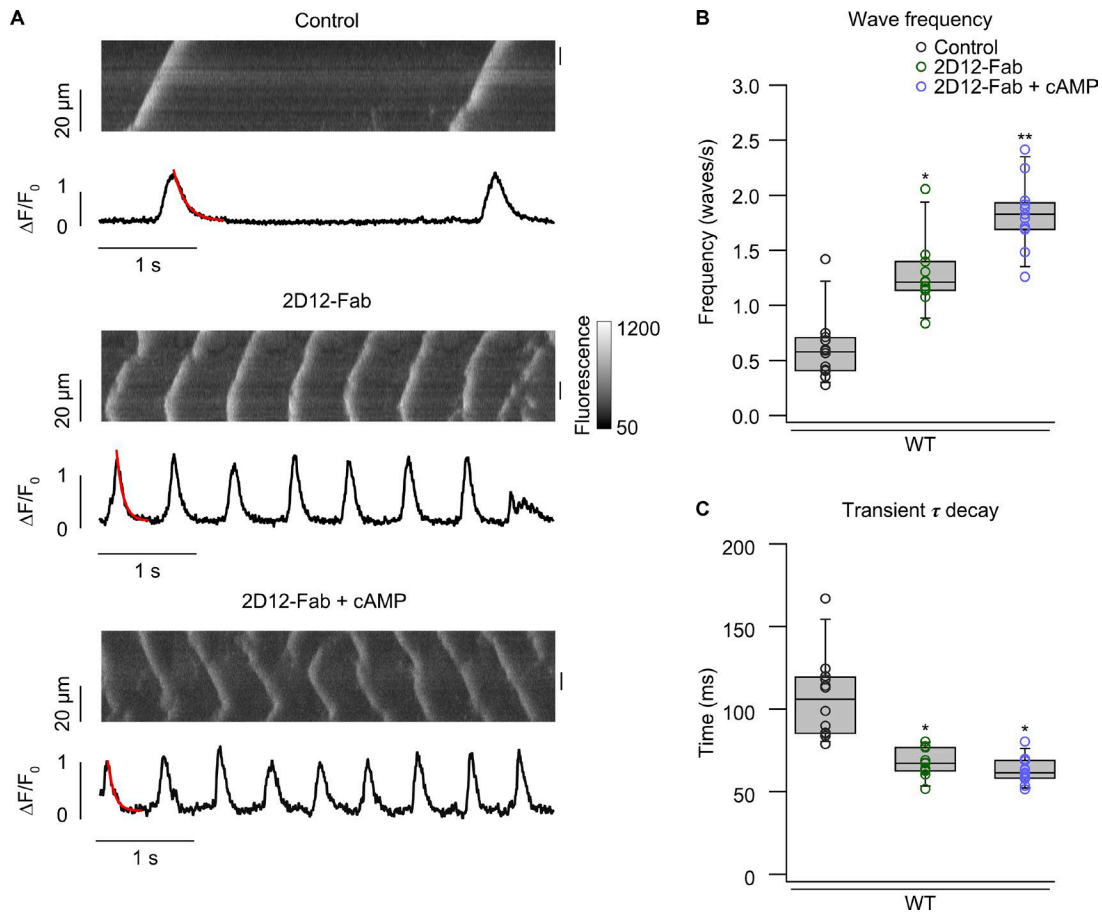 A
Control
20 µm
ΔF/F0
1
0
1 s
2D12-Fab
20 µm
Fluorescence
1200
50
ΔF/F0
1
0
1 s
2D12-Fab + cAMP
20 µm
ΔF/F0
1
0
1 s
B
Wave frequency
Control
2D12-Fab
2D12-Fab + cAMP
Frequency (waves/s)
3.0
2.5
2.0
1.5
1.0
0.5
0.0
*
**
WT
C
Transient τ decay
Time (ms)
200
150
100
50
0
*
*
WT